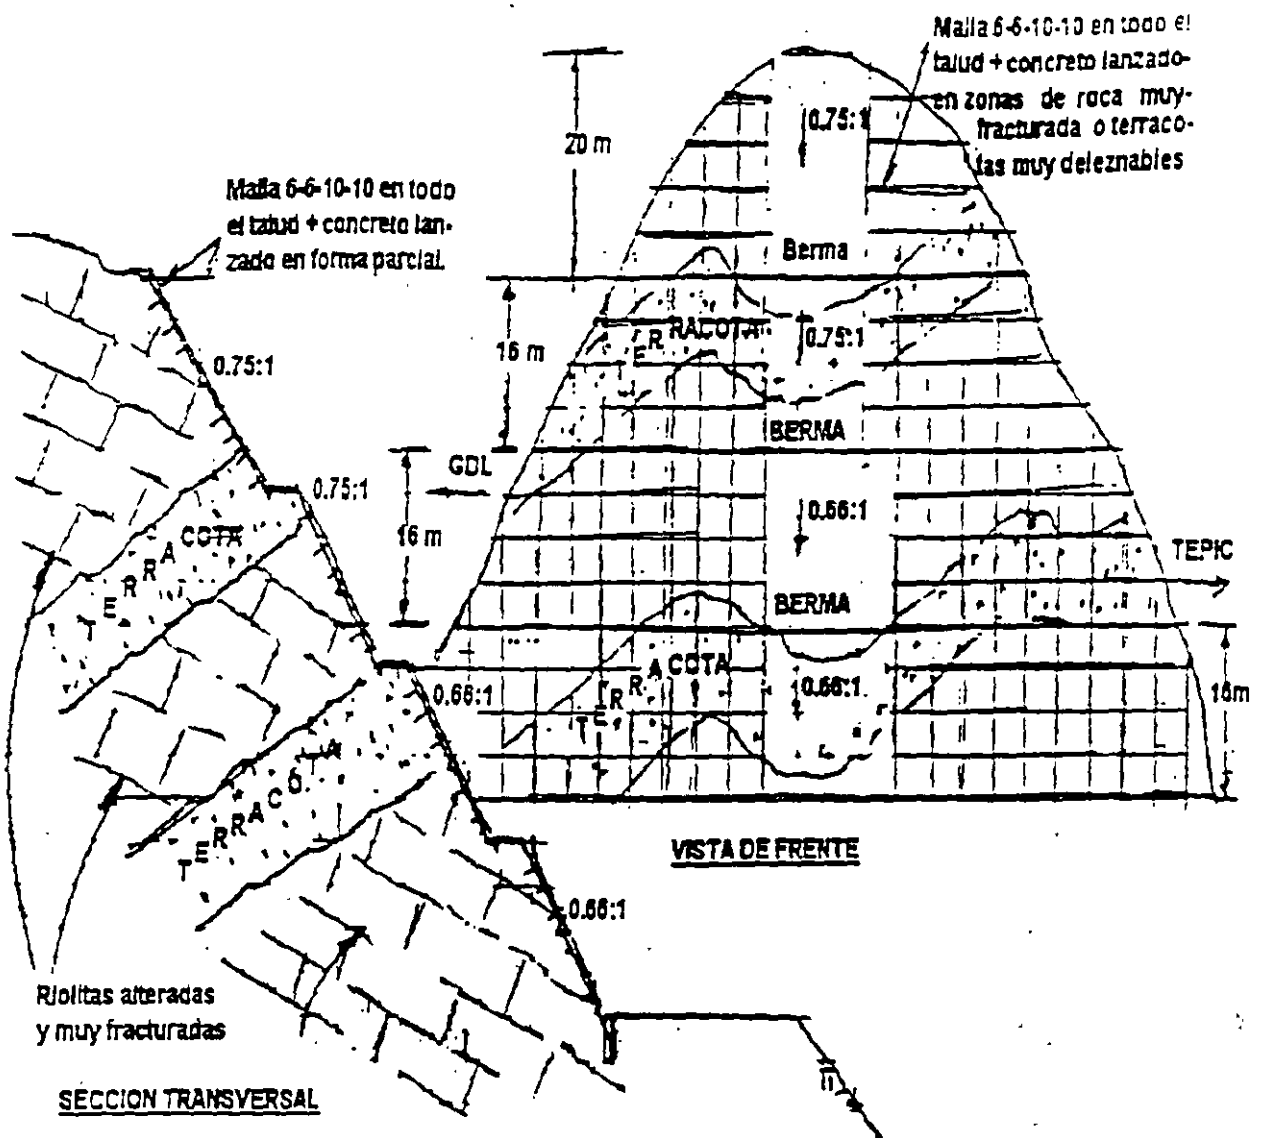 Malla 6-6-10-10 en todo el
talud + concreto lanzado-
en zonas de roca muy-
fracturada o terraco-
tas muy deleznables
20 m
0.75:1
Malla 6-6-10-10 en todo
el talud + concreto lan-
zado en forma parcial.
Berma
0.75:1
16 m
TERRACOTA
0.75:1
BERMA
GDL
0.75:1
TERRACOTA
16 m
0.66:1
TEPIC
BERMA
TERRACOTA
0.66:1
0.66:1
16m
TERRACOTA
VISTA DE FRENTE
0.66:1
Riolitas alteradas
y muy fracturadas
SECCION TRANSVERSAL